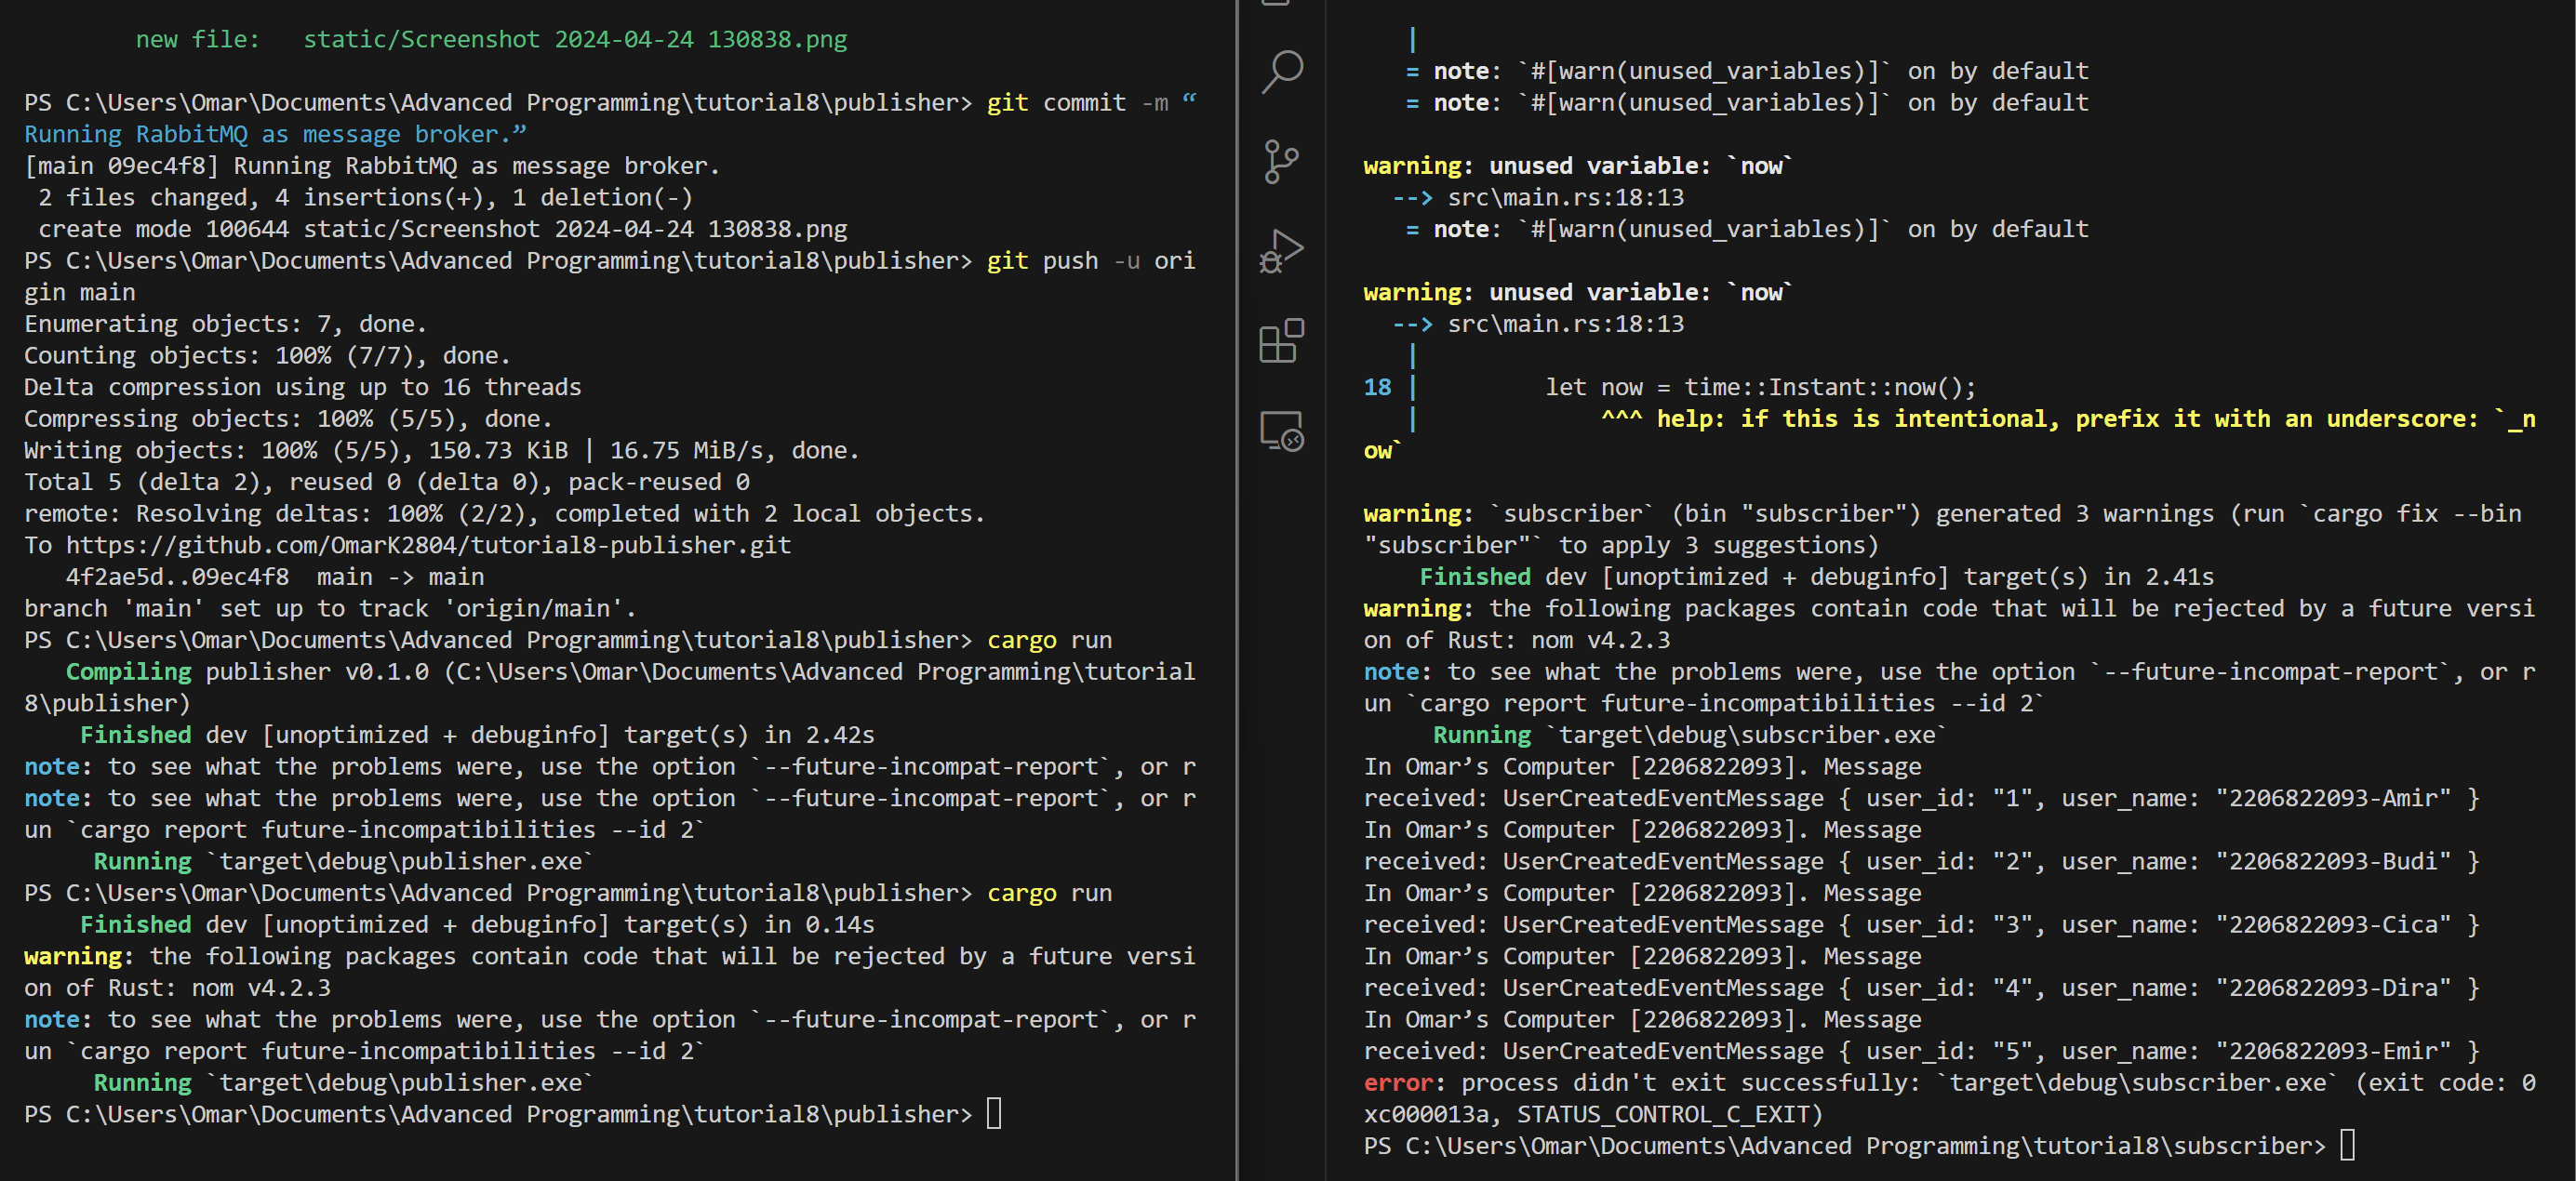 new file:   static/Screenshot 2024-04-24 130838.png
PS C:\Users\Omar\Documents\Advanced Programming\tutorial8\publisher> git commit -m “
Running RabbitMQ as message broker.”
[main 09ec4f8] Running RabbitMQ as message broker.
 2 files changed, 4 insertions(+), 1 deletion(-)
 create mode 100644 static/Screenshot 2024-04-24 130838.png
PS C:\Users\Omar\Documents\Advanced Programming\tutorial8\publisher> git push -u ori
gin main
Enumerating objects: 7, done.
Counting objects: 100% (7/7), done.
Delta compression using up to 16 threads
Compressing objects: 100% (5/5), done.
Writing objects: 100% (5/5), 150.73 KiB | 16.75 MiB/s, done.
Total 5 (delta 2), reused 0 (delta 0), pack-reused 0
remote: Resolving deltas: 100% (2/2), completed with 2 local objects.
To https://github.com/OmarK2804/tutorial8-publisher.git
   4f2ae5d..09ec4f8  main -> main
branch 'main' set up to track 'origin/main'.
PS C:\Users\Omar\Documents\Advanced Programming\tutorial8\publisher> cargo run
   Compiling publisher v0.1.0 (C:\Users\Omar\Documents\Advanced Programming\tutorial
8\publisher)
    Finished dev [unoptimized + debuginfo] target(s) in 2.42s
note: to see what the problems were, use the option `--future-incompat-report`, or r
note: to see what the problems were, use the option `--future-incompat-report`, or r
un `cargo report future-incompatibilities --id 2`
     Running `target\debug\publisher.exe`
PS C:\Users\Omar\Documents\Advanced Programming\tutorial8\publisher> cargo run
    Finished dev [unoptimized + debuginfo] target(s) in 0.14s
warning: the following packages contain code that will be rejected by a future versi
on of Rust: nom v4.2.3
note: to see what the problems were, use the option `--future-incompat-report`, or r
un `cargo report future-incompatibilities --id 2`
     Running `target\debug\publisher.exe`
PS C:\Users\Omar\Documents\Advanced Programming\tutorial8\publisher>
   |
   = note: `#[warn(unused_variables)]` on by default
   = note: `#[warn(unused_variables)]` on by default
warning: unused variable: `now`
  --> src\main.rs:18:13
   = note: `#[warn(unused_variables)]` on by default
warning: unused variable: `now`
  --> src\main.rs:18:13
   |
18 |         let now = time::Instant::now();
   |             ^^^ help: if this is intentional, prefix it with an underscore: `_n
ow`
warning: `subscriber` (bin "subscriber") generated 3 warnings (run `cargo fix --bin
"subscriber"` to apply 3 suggestions)
    Finished dev [unoptimized + debuginfo] target(s) in 2.41s
warning: the following packages contain code that will be rejected by a future versi
on of Rust: nom v4.2.3
note: to see what the problems were, use the option `--future-incompat-report`, or r
un `cargo report future-incompatibilities --id 2`
     Running `target\debug\subscriber.exe`
In Omar’s Computer [2206822093]. Message
received: UserCreatedEventMessage { user_id: "1", user_name: "2206822093-Amir" }
In Omar’s Computer [2206822093]. Message
received: UserCreatedEventMessage { user_id: "2", user_name: "2206822093-Budi" }
In Omar’s Computer [2206822093]. Message
received: UserCreatedEventMessage { user_id: "3", user_name: "2206822093-Cica" }
In Omar’s Computer [2206822093]. Message
received: UserCreatedEventMessage { user_id: "4", user_name: "2206822093-Dira" }
In Omar’s Computer [2206822093]. Message
received: UserCreatedEventMessage { user_id: "5", user_name: "2206822093-Emir" }
error: process didn't exit successfully: `target\debug\subscriber.exe` (exit code: 0
xc000013a, STATUS_CONTROL_C_EXIT)
PS C:\Users\Omar\Documents\Advanced Programming\tutorial8\subscriber>